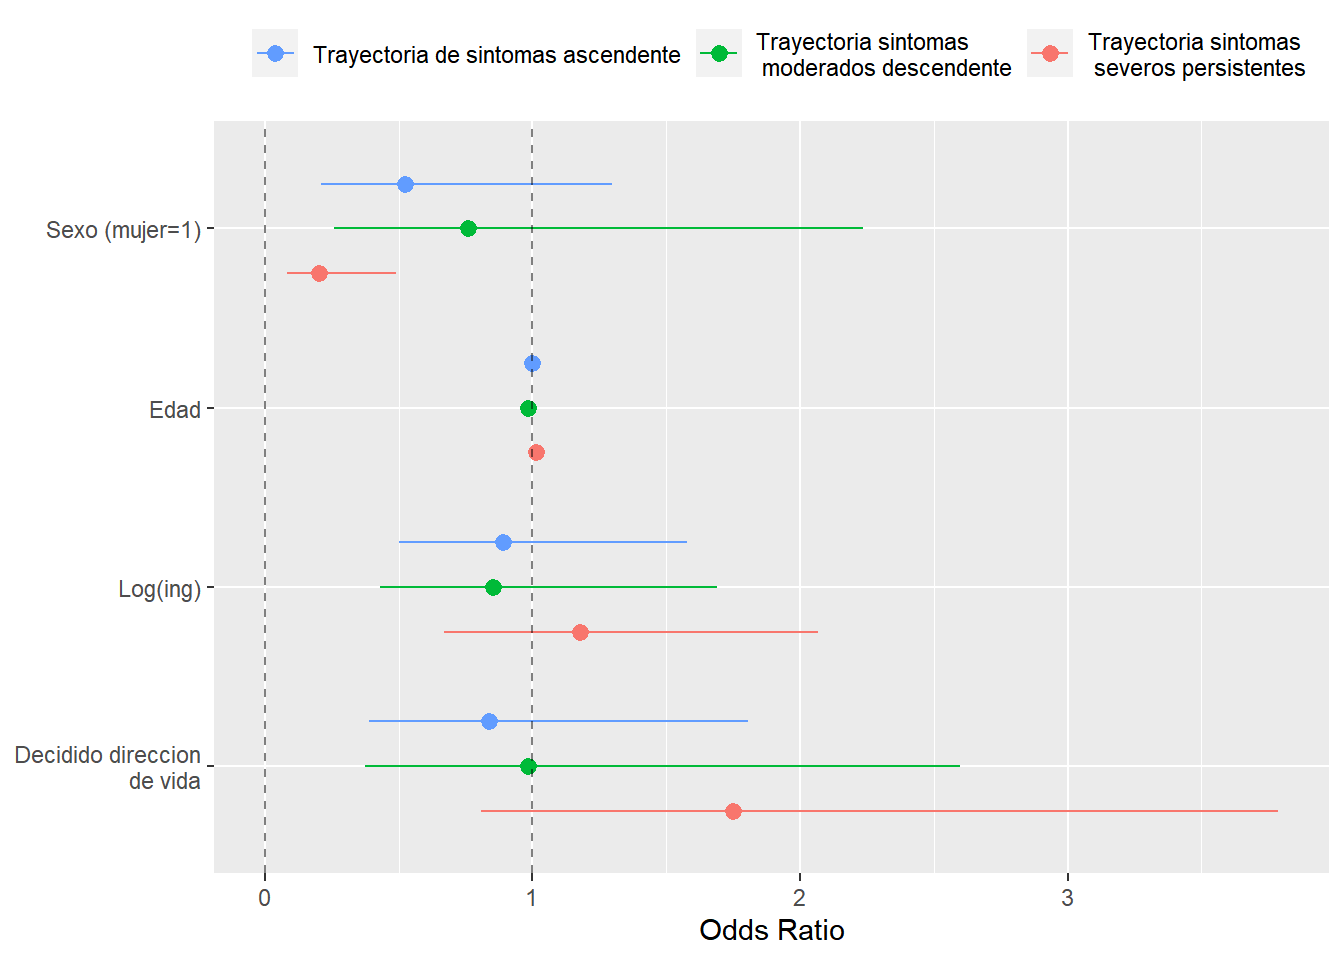 Trayectoria de sintomas ascendente
Trayectoria sintomas
moderados descendente
Trayectoria sintomas
severos persistentes
Sexo (mujer=1)
Edad
Log(ing)
Decidido direccion
de vida
0 1 2 3
Odds Ratio